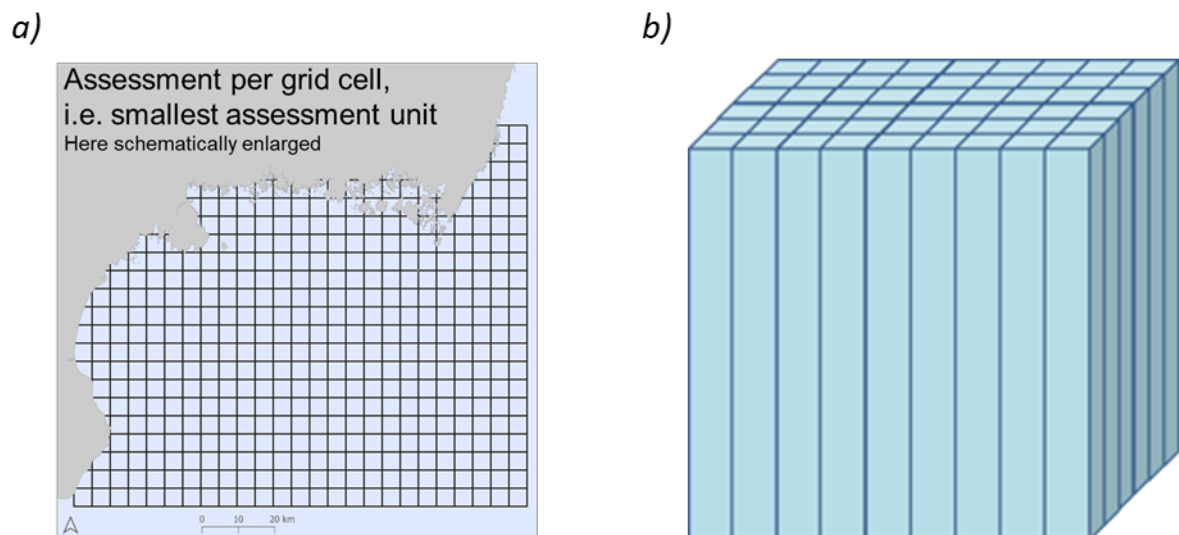 a)
b)
Assessment per grid cell,
i.e. smallest assessment unit
Here schematically enlarged
0 10 20 km